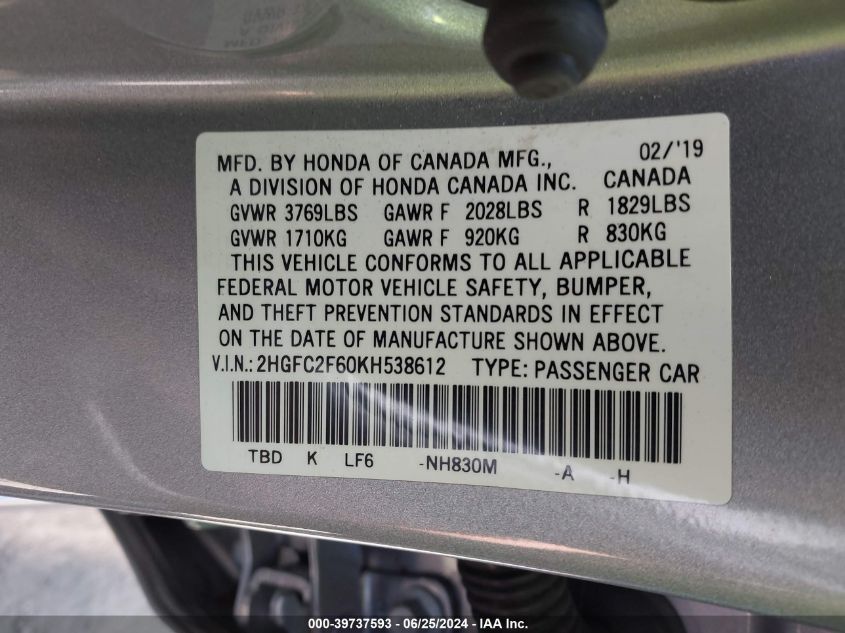 MFD. BY HONDA OF CANADA MFG., 02/'19
A DIVISION OF HONDA CANADA INC. CANADA
GVWR 3769LBS GAWR F 2028LBS R 1829LBS
GVWR 1710KG GAWR F 920KG R 830KG
THIS VEHICLE CONFORMS TO ALL APPLICABLE
FEDERAL MOTOR VEHICLE SAFETY, BUMPER,
AND THEFT PREVENTION STANDARDS IN EFFECT
ON THE DATE OF MANUFACTURE SHOWN ABOVE.
V.I.N.: 2HGFC2F60KH538612 TYPE: PASSENGER CAR
TBD K LF6 -NH830M -A -H
000-39737593 / 06/25/2024 / IAA Inc.